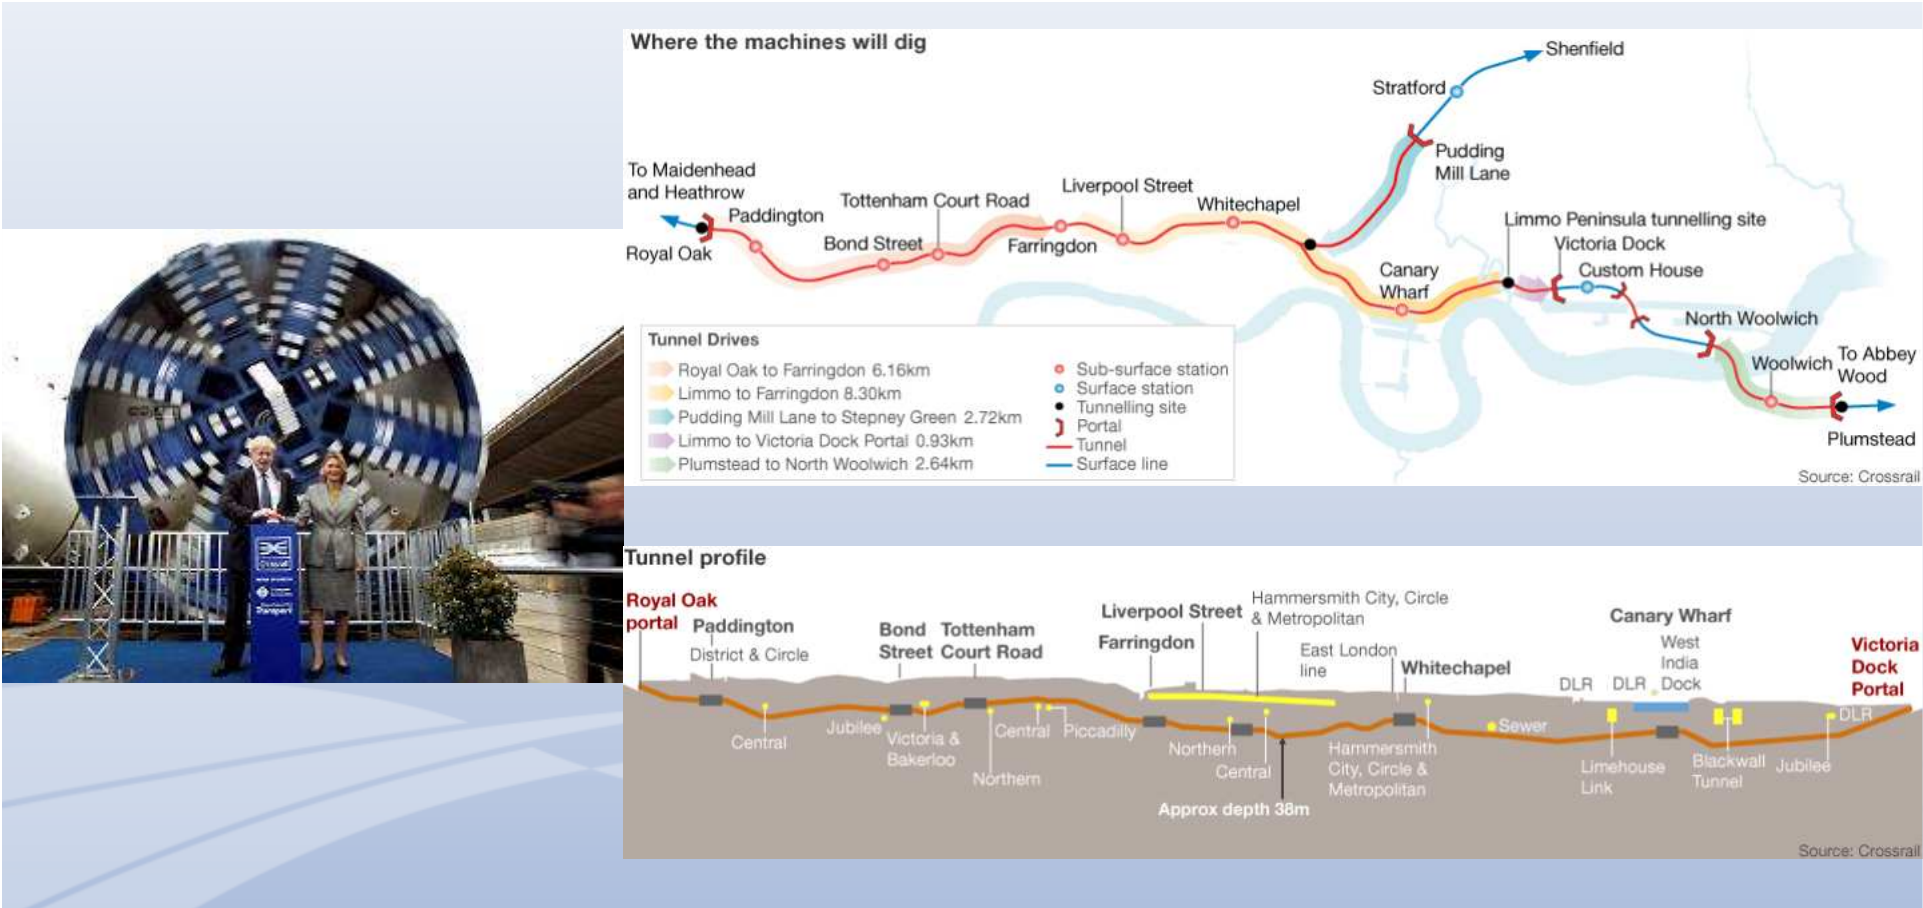 Where the machines will dig
Shenfield
Stratford
Pudding
Mill Lane
To Maidenhead
and Heathrow
Paddington
Royal Oak
Tottenham Court Road
Bond Street
Liverpool Street
Farringdon
Whitechapel
Limmo Peninsula tunnelling site
Victoria Dock
Custom House
Canary
Wharf
North Woolwich
Woolwich
To Abbey
Wood
Plumstead
Tunnel Drives
Royal Oak to Farringdon 6.16km
Limmo to Farringdon 8.30km
Pudding Mill Lane to Stepney Green 2.72km
Limmo to Victoria Dock Portal 0.93km
Plumstead to North Woolwich 2.64km
Sub-surface station
Surface station
Tunnelling site
Portal
Tunnel
Surface line
Source: Crossrail
Crossrail
Transport
Tunnel profile
Royal Oak
portal
Paddington
District & Circle
Bond
Street
Tottenham
Court Road
Liverpool Street
Farringdon
Hammersmith City, Circle
& Metropolitan
East London
line
Whitechapel
Canary Wharf
West
India
Dock
DLR
DLR
Victoria
Dock
Portal
DLR
Central
Jubilee
Victoria &
Bakerloo
Northern
Central
Piccadilly
Northern
Central
Hammersmith
City, Circle &
Metropolitan
Sewer
Limehouse
Link
Blackwall
Tunnel
Jubilee
Approx depth 38m
Source: Crossrail